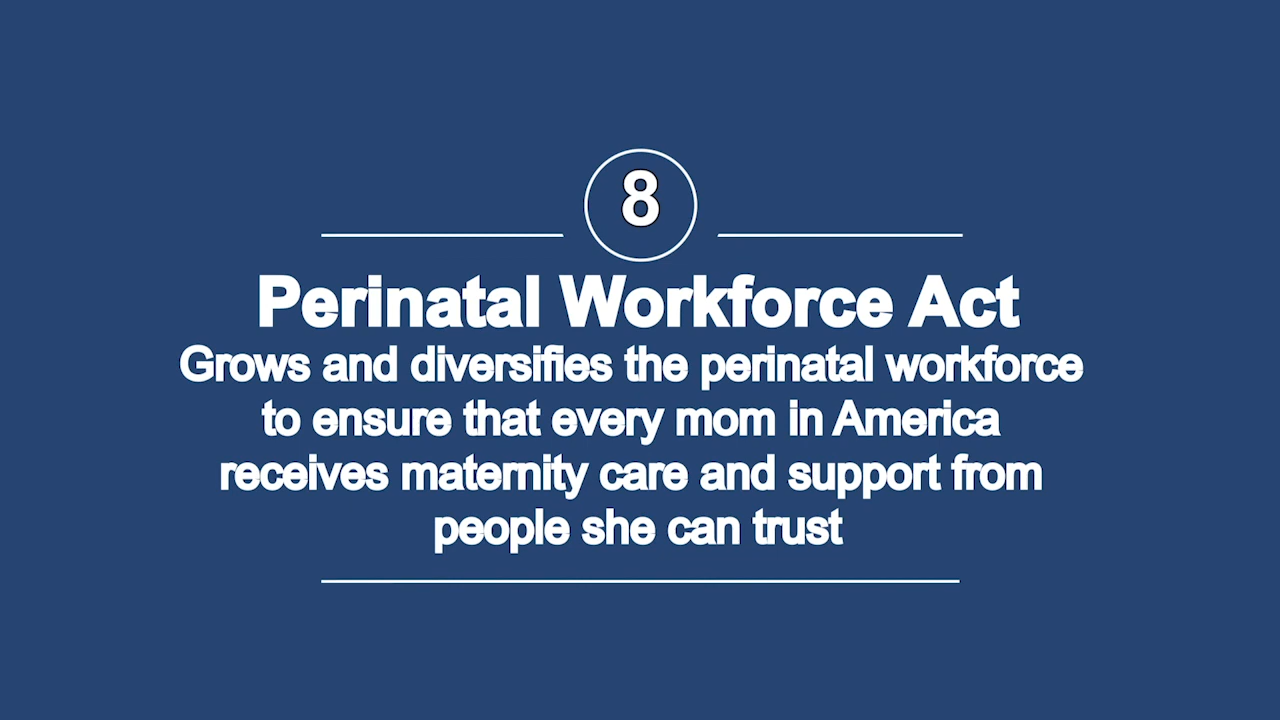 8
Perinatal Workforce Act
Grows and diversifies the perinatal workforce
to ensure that every mom in America
receives maternity care and support from
people she can trust